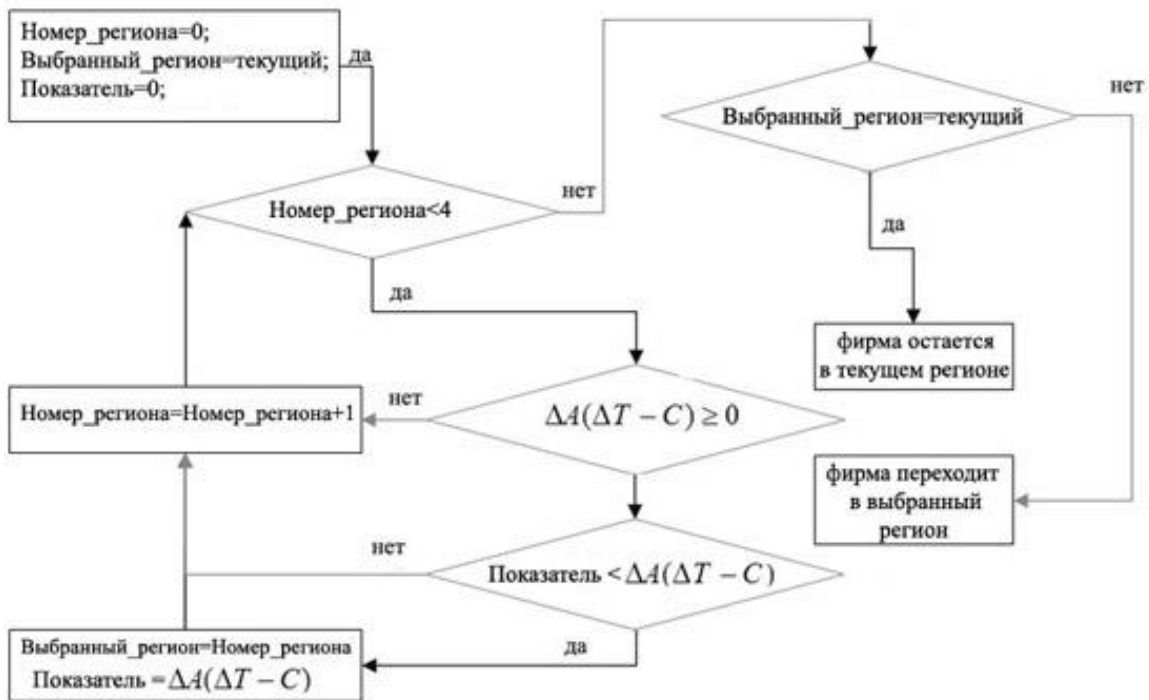 Номер_региона=0;
Выбранный_регион=текущий;
Показатель=0;
да
нет
Выбранный_регион=текущий
нет
Номер_региона<4
да
да
фирма остается
в текущем регионе
Номер_региона=Номер_региона+1
нет
ΔA(ΔT − C) ≥ 0
фирма переходит
в выбранный
регион
нет
Показатель < ΔA(ΔT − C)
да
Выбранный_регион=Номер_региона
Показатель = ΔA(ΔT − C)